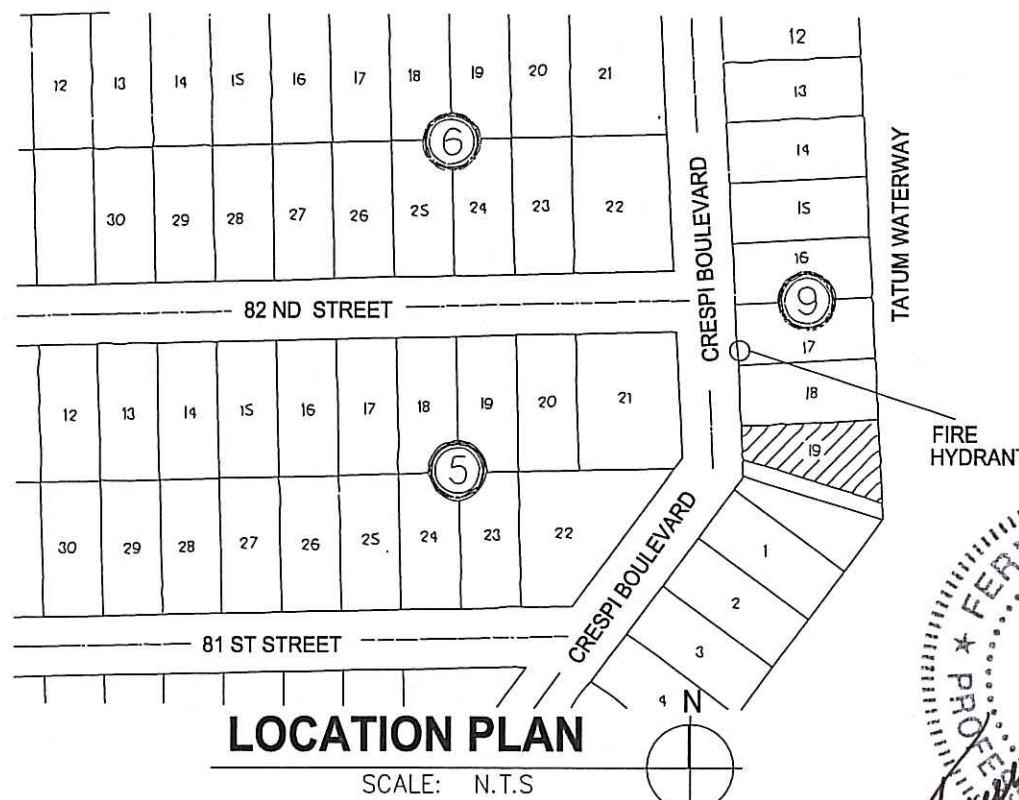 12 13 14 15 16 17 18 19 20 21
6
30 29 28 27 26 25 24 23 22
82 ND STREET
12 13 14 15 16 17 18 19 20 21
5
30 29 28 27 26 25 24 23 22
81 ST STREET
CRESPI BOULEVARD
CRESPI BOULEVARD
12
13
14
15
16
9
17
18
19
TATUM WATERWAY
FIRE
HYDRANT
1
2
3
4
N
LOCATION PLAN
SCALE: N.T.S